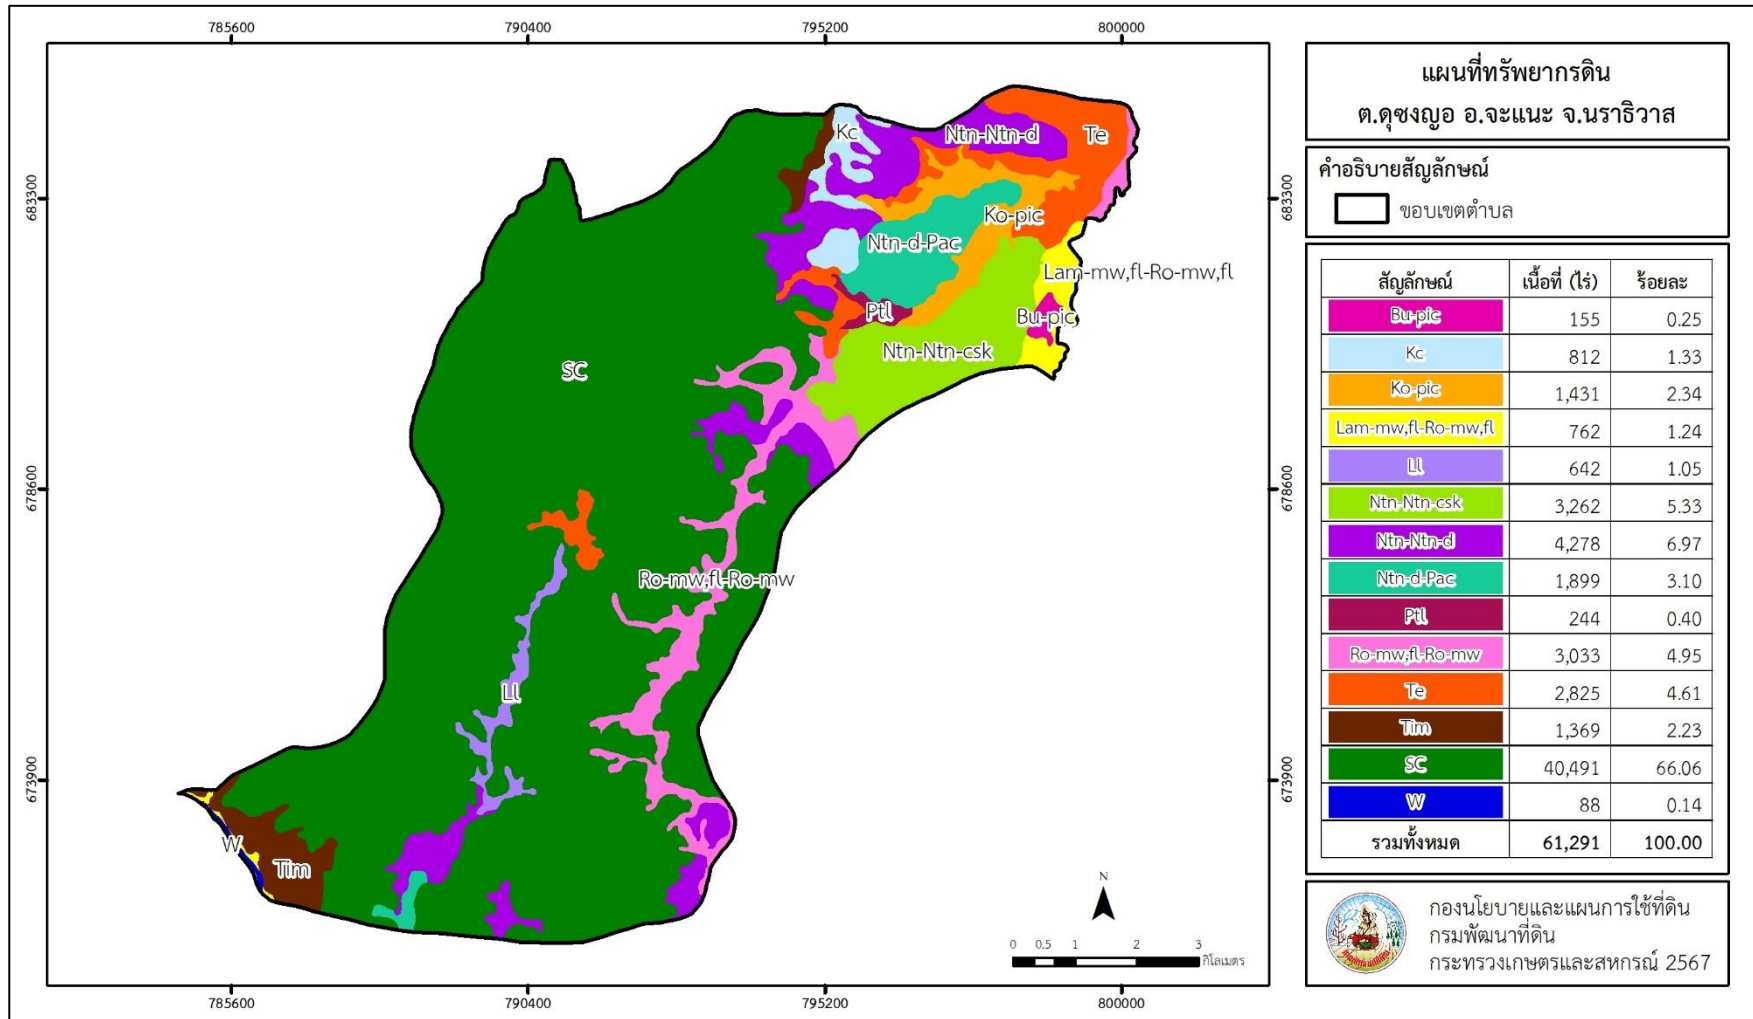 785600
790400
795200
800000
683300
678600
673900
683300
678600
673900
785600
790400
795200
800000
Kc
Ntn-Ntn-d
Te
Ko-pic
Ntn-d-Pac
Lam-mw,fl-Ro-mw,fl
Ptl
Bu-pic
Ntn-Ntn-csk
SC
Ro-mw,fl-Ro-mw
Ll
W
Tim
N
0 0.5 1 2 3
กิโลเมตร
แผนที่ทรัพยากรดิน
ต.ดุซงญอ อ.จะแนะ จ.นราธิวาส
คำอธิบายสัญลักษณ์
ขอบเขตตำบล
สัญลักษณ์ เนื้อที่ (ไร่) ร้อยละ
Bu-pic 155 0.25
Kc 812 1.33
Ko-pic 1,431 2.34
Lam-mw,fl-Ro-mw,fl 762 1.24
Ll 642 1.05
Ntn-Ntn-csk 3,262 5.33
Ntn-Ntn-d 4,278 6.97
Ntn-d-Pac 1,899 3.10
Ptl 244 0.40
Ro-mw,fl-Ro-mw 3,033 4.95
Te 2,825 4.61
Tim 1,369 2.23
SC 40,491 66.06
W 88 0.14
รวมทั้งหมด 61,291 100.00
กองนโยบายและแผนการใช้ที่ดิน
กรมพัฒนาที่ดิน
กระทรวงเกษตรและสหกรณ์ 2567